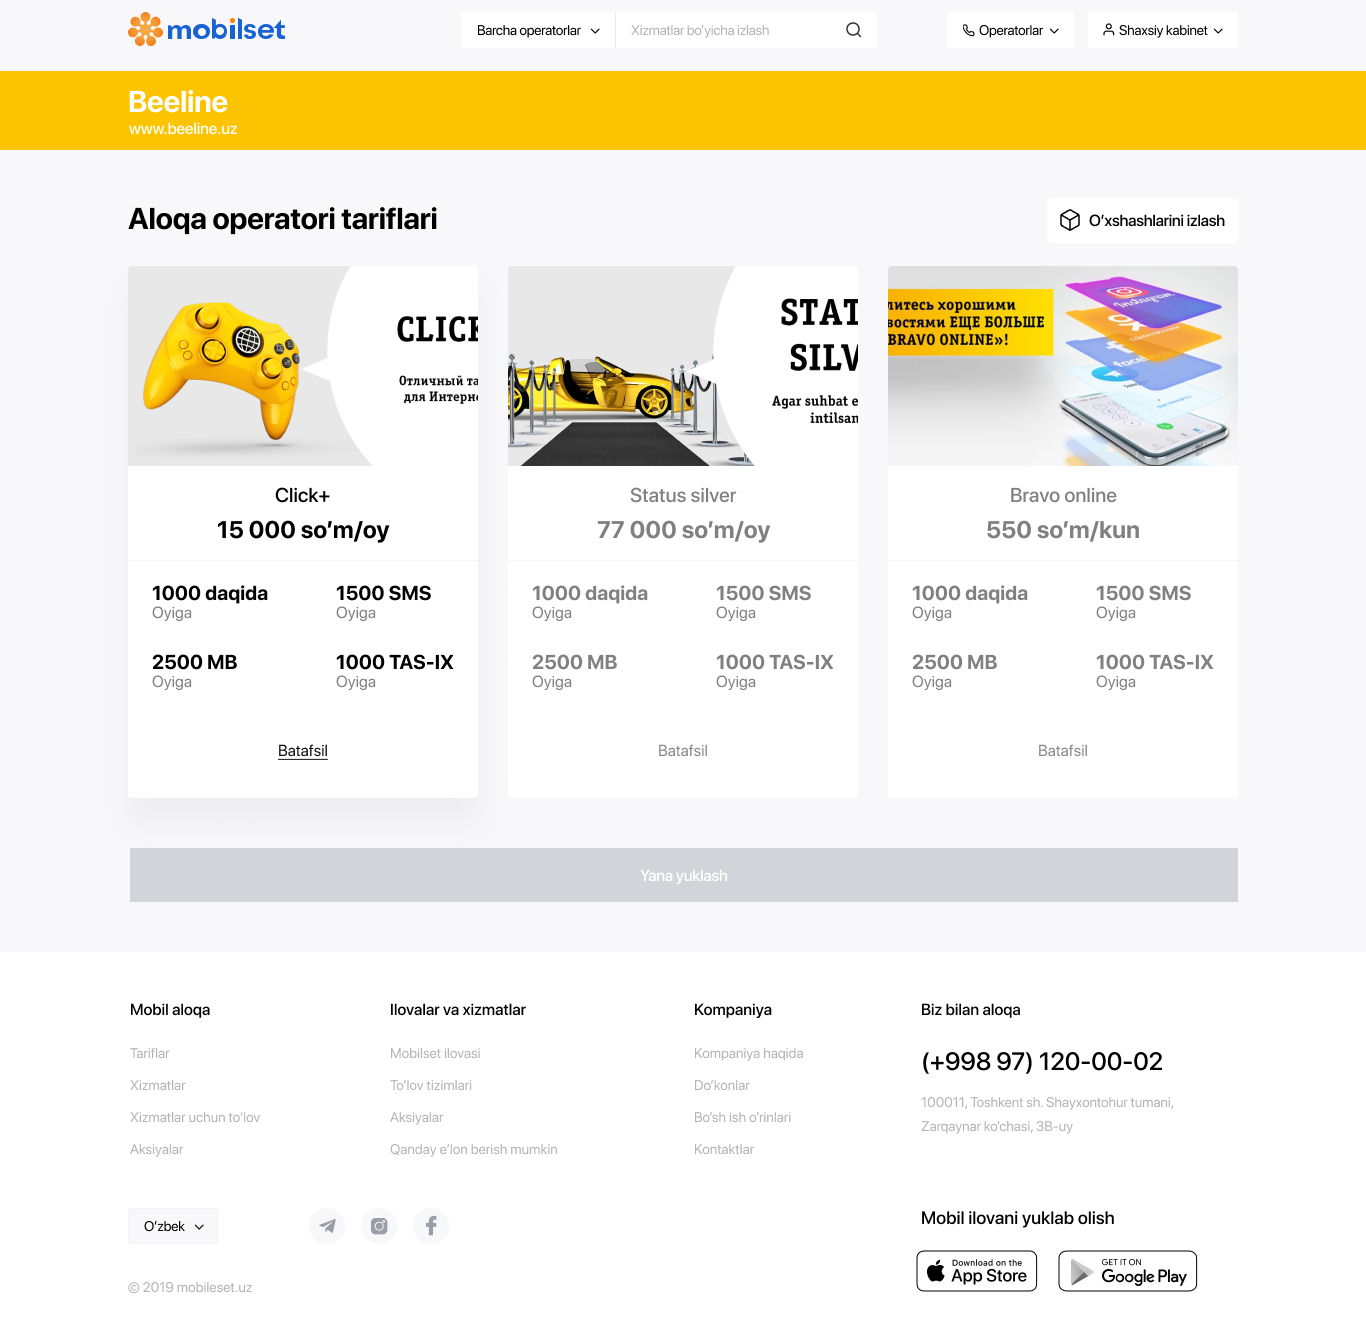 mobilset
Barcha operatorlar
Xizmatlar bo‘yicha izlash
Operatorlar
Shaxsiy kabinet
Beeline
www.beeline.uz
Aloqa operatori tariflari
O‘xshashlarini izlash
CLICK
Отличный та
для Интерн
STAT
SILV
Agar suhbat e
intilsan
литесь хорошими
востями ЕЩЕ БОЛЬШЕ
BRAVO ONLINE»!
Instagram
Click+
15 000 so‘m/oy
Status silver
77 000 so‘m/oy
Bravo online
550 so‘m/kun
1000 daqida
Oyiga
1500 SMS
Oyiga
2500 MB
Oyiga
1000 TAS-IX
Oyiga
Batafsil
1000 daqida
Oyiga
1500 SMS
Oyiga
2500 MB
Oyiga
1000 TAS-IX
Oyiga
Batafsil
1000 daqida
Oyiga
1500 SMS
Oyiga
2500 MB
Oyiga
1000 TAS-IX
Oyiga
Batafsil
Yana yuklash
Mobil aloqa
Tariflar
Xizmatlar
Xizmatlar uchun to'lov
Aksiyalar
Ilovalar va xizmatlar
Mobilset ilovasi
To‘lov tizimlari
Aksiyalar
Qanday e’lon berish mumkin
Kompaniya
Kompaniya haqida
Do‘konlar
Bo‘sh ish o‘rinlari
Kontaktlar
Biz bilan aloqa
(+998 97) 120-00-02
100011, Toshkent sh. Shayxontohur tumani,
Zarqaynar ko‘chasi, 3B-uy
O‘zbek
Mobil ilovani yuklab olish
Download on the
App Store
GET IT ON
Google Play
© 2019 mobileset.uz